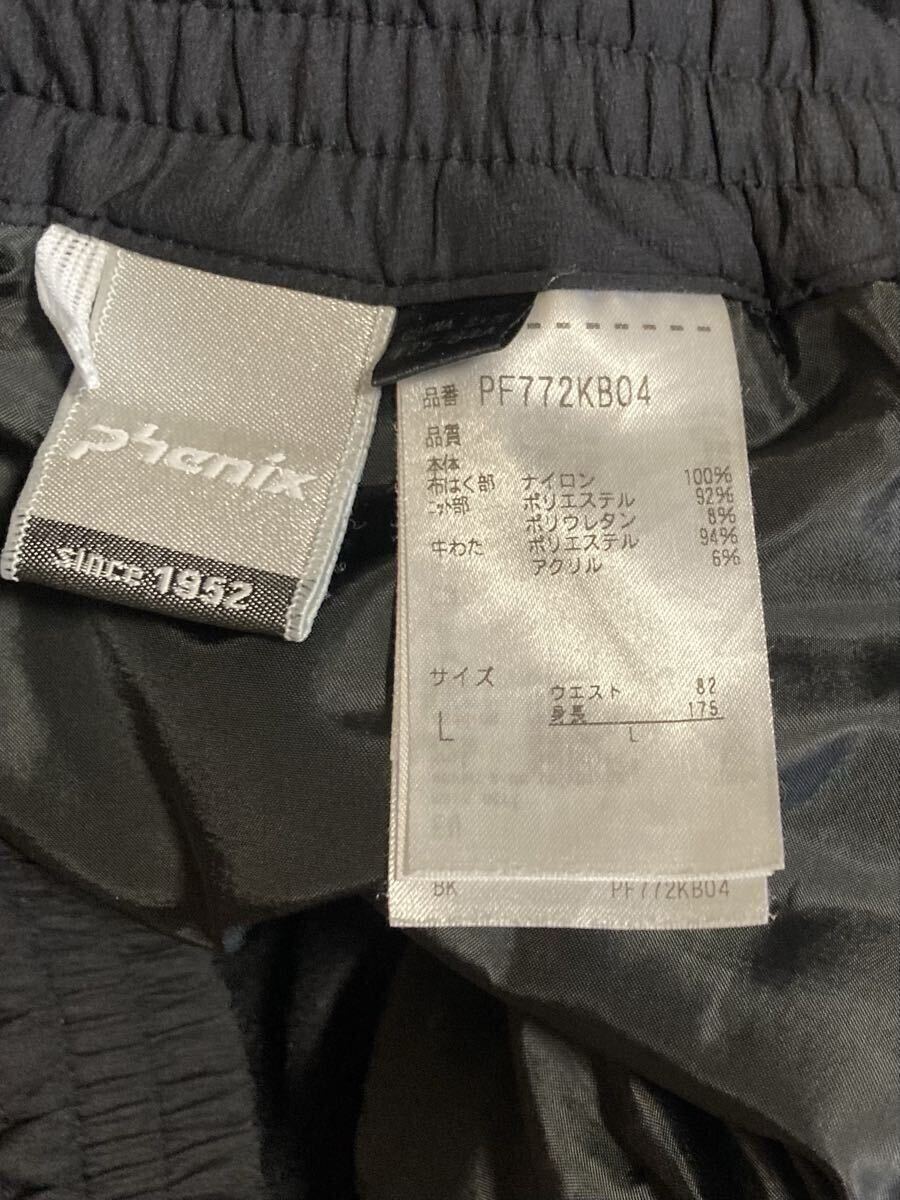 phenix
since 1952
品番 PF772KB04
品質
本体
布はく部 ナイロン 100%
ニット部 ポリエステル 92%
ポリウレタン 8%
中わた ポリエステル 94%
アクリル 6%
サイズ
L
ウエスト 82
身長 175
L
BK PF772KB04